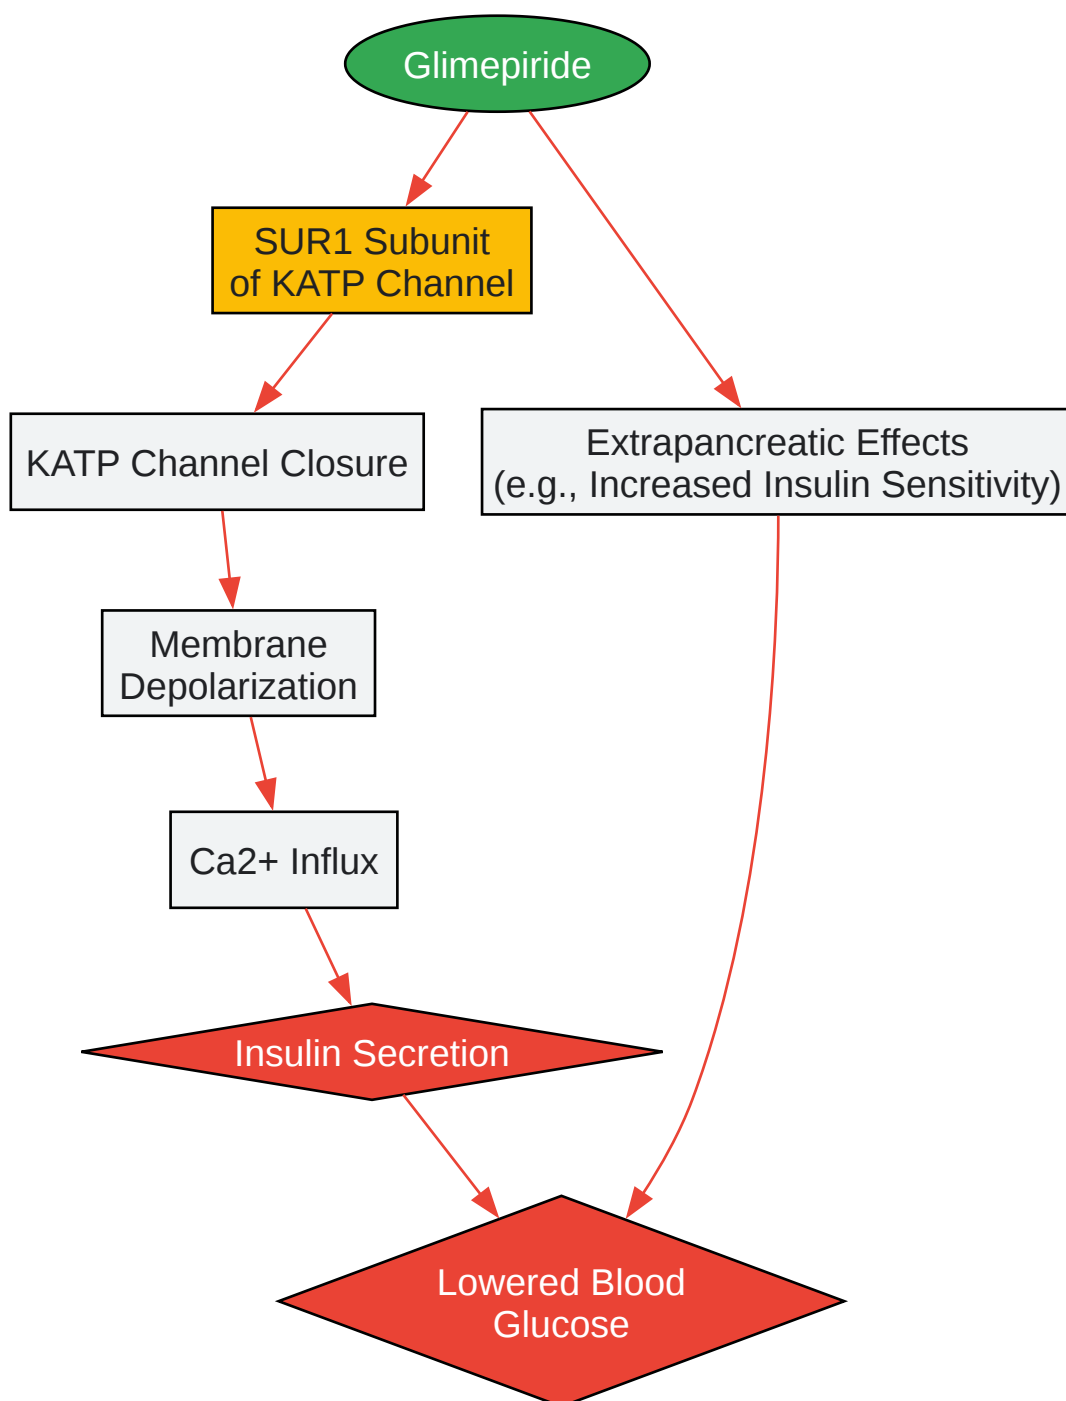 Glimepiride
SUR1 Subunit
of KATP Channel
KATP Channel Closure
Extrapancreatic Effects
(e.g., Increased Insulin Sensitivity)
Membrane
Depolarization
Ca2+ Influx
Insulin Secretion
Lowered Blood
Glucose